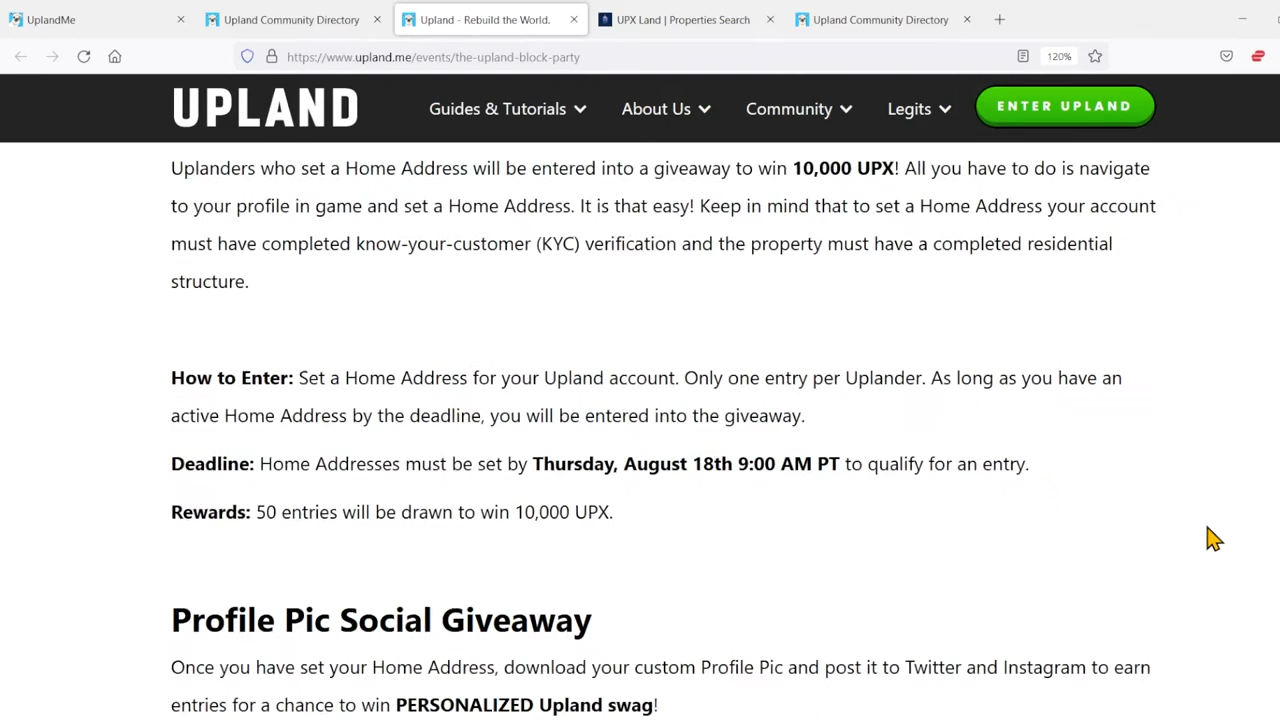 UplandMe
Upland Community Directory
Upland - Rebuild the World.
UPX Land | Properties Search
Upland Community Directory
https://www.upland.me/events/the-upland-block-party
120%
UPLAND
Guides & Tutorials
About Us
Community
Legits
ENTER UPLAND
Uplanders who set a Home Address will be entered into a giveaway to win 10,000 UPX! All you have to do is navigate
to your profile in game and set a Home Address. It is that easy! Keep in mind that to set a Home Address your account
must have completed know-your-customer (KYC) verification and the property must have a completed residential
structure.
How to Enter: Set a Home Address for your Upland account. Only one entry per Uplander. As long as you have an
active Home Address by the deadline, you will be entered into the giveaway.
Deadline: Home Addresses must be set by Thursday, August 18th 9:00 AM PT to qualify for an entry.
Rewards: 50 entries will be drawn to win 10,000 UPX.
Profile Pic Social Giveaway
Once you have set your Home Address, download your custom Profile Pic and post it to Twitter and Instagram to earn
entries for a chance to win PERSONALIZED Upland swag!